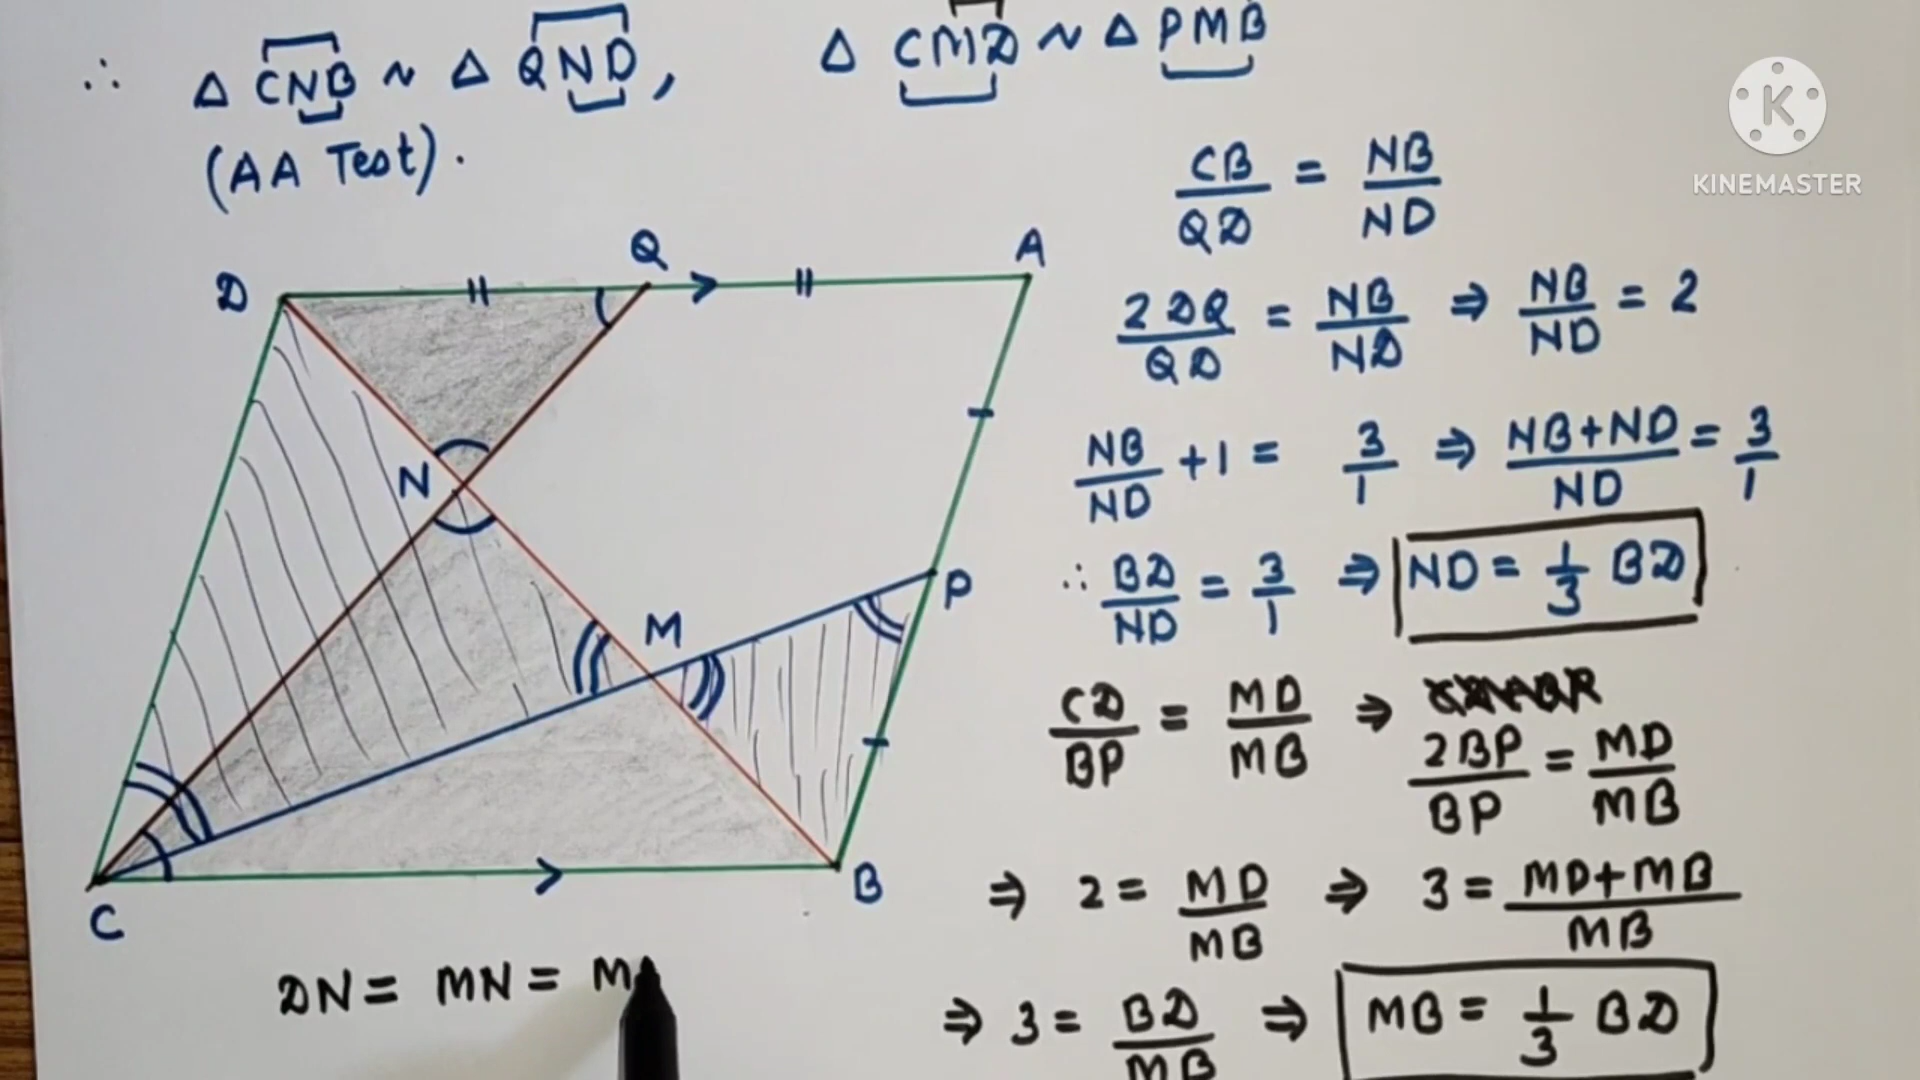 ∴ Δ CNB ~ Δ QND, Δ CMD ~ Δ PMB
(AA Test).
K
KINEMASTER
CB/QD = NB/ND
2DQ/QD = NB/ND ⇒ NB/ND = 2
NB/ND + 1 = 3/1 ⇒ NB+ND/ND = 3/1
∴ BD/ND = 3/1 ⇒ ND = 1/3 BD
CD/BP = MD/MB ⇒ 2BP/BP = MD/MB
⇒ 2 = MD/MB ⇒ 3 = MD+MB/MB
⇒ 3 = BD/MB ⇒ MB = 1/3 BD
D
Q
A
N
M
P
C
B
DN = MN = M